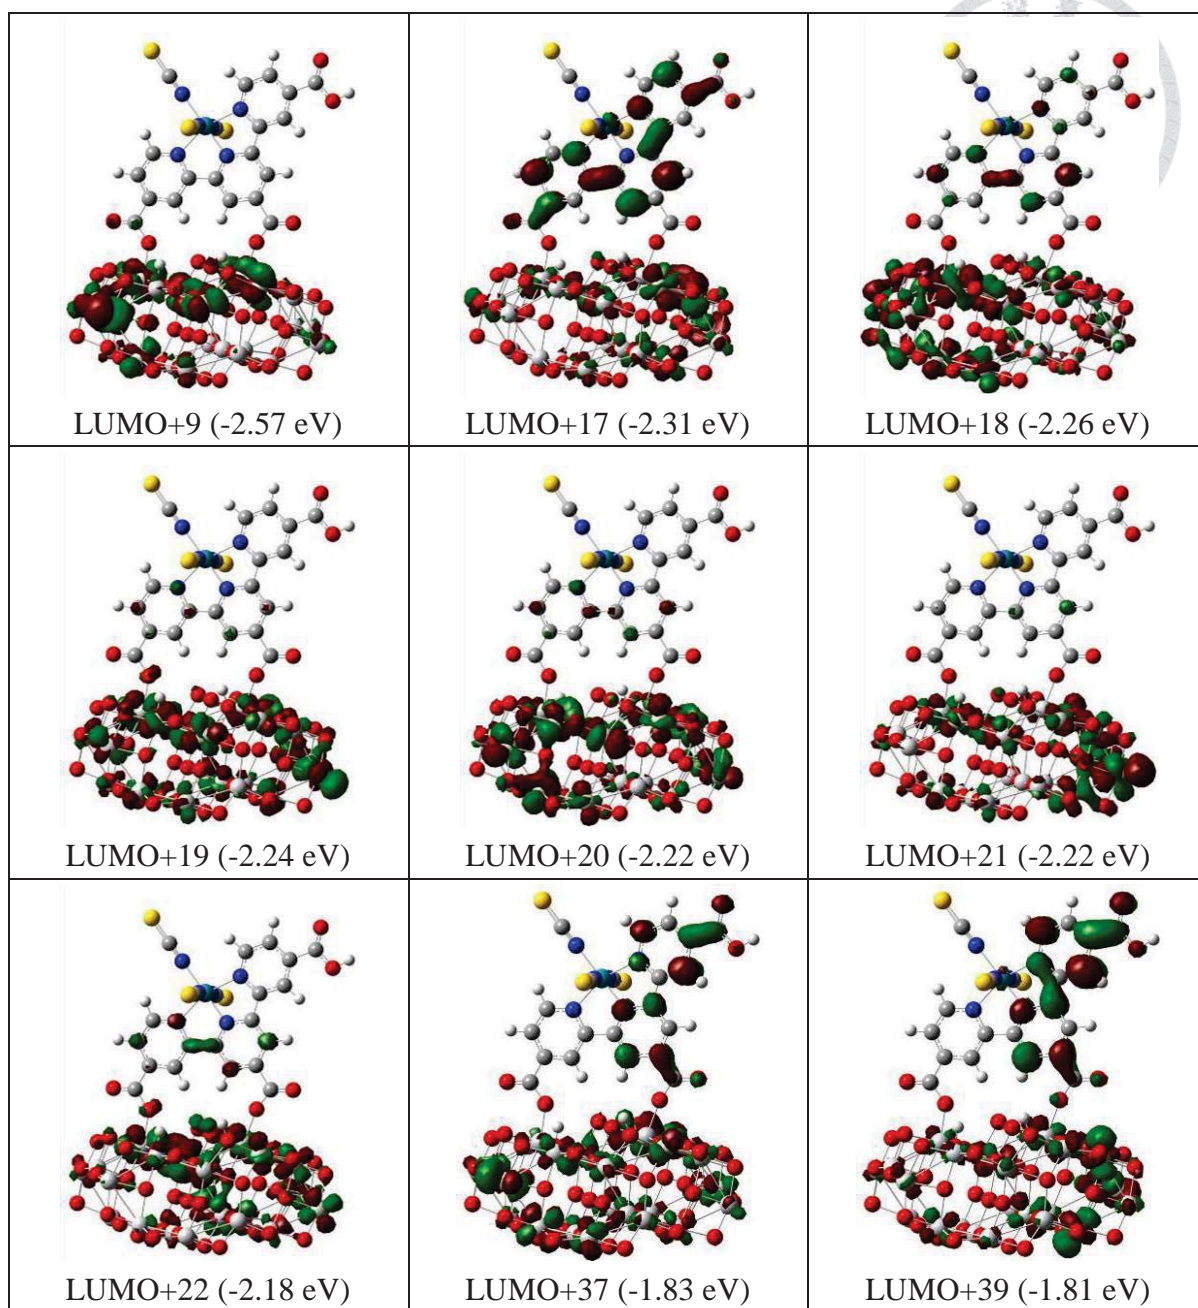 LUMO+9 (-2.57 eV)
LUMO+17 (-2.31 eV)
LUMO+18 (-2.26 eV)
LUMO+19 (-2.24 eV)
LUMO+20 (-2.22 eV)
LUMO+21 (-2.22 eV)
LUMO+22 (-2.18 eV)
LUMO+37 (-1.83 eV)
LUMO+39 (-1.81 eV)